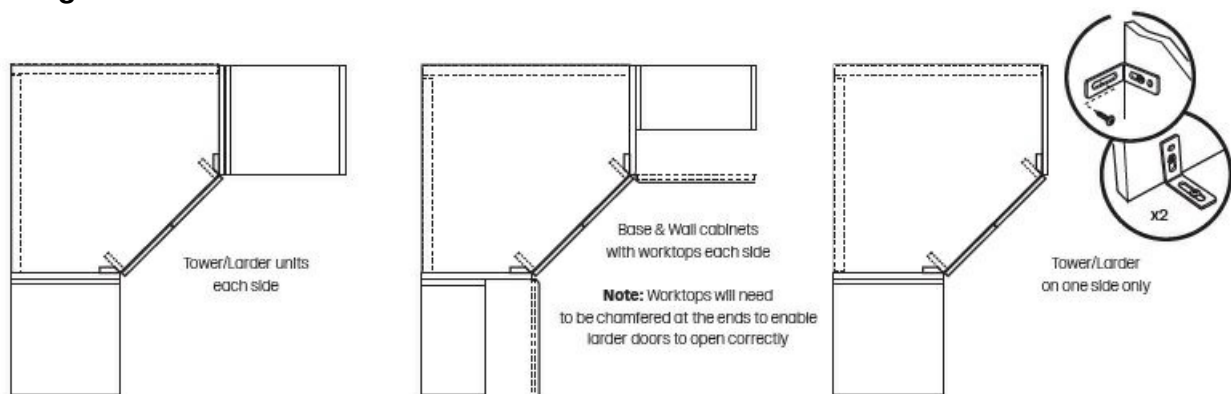 Tower/Larder units
each side
Base & Wall cabinets
with worktops each side
Note: Worktops will need
to be chamfered at the ends to enable
larder doors to open correctly
Tower/Larder
on one side only
x2